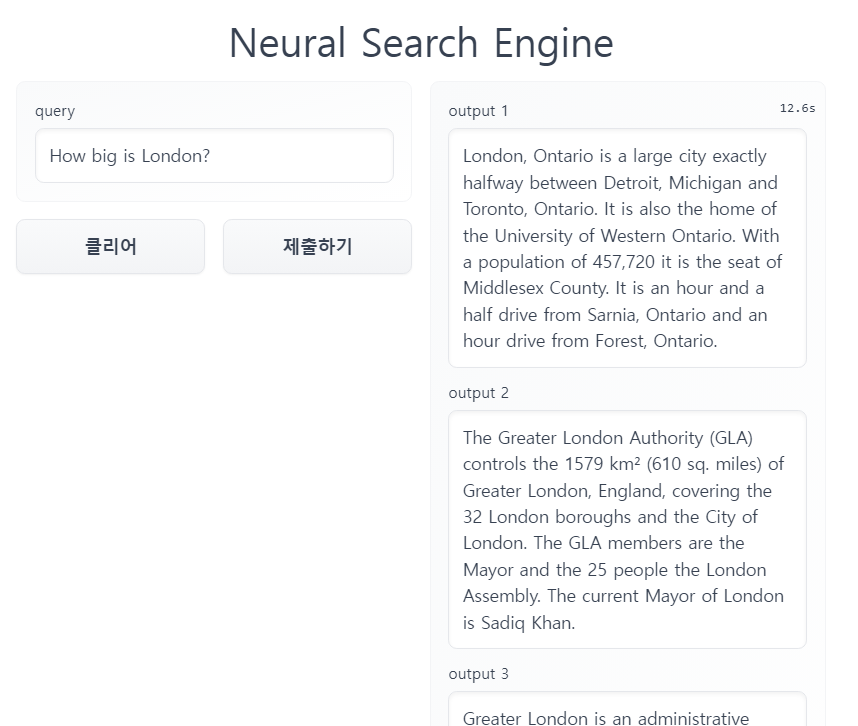 Neural Search Engine
query
How big is London?
클리어
제출하기
output 1
12.6s
London, Ontario is a large city exactly
halfway between Detroit, Michigan and
Toronto, Ontario. It is also the home of
the University of Western Ontario. With
a population of 457,720 it is the seat of
Middlesex County. It is an hour and a
half drive from Sarnia, Ontario and an
hour drive from Forest, Ontario.
output 2
The Greater London Authority (GLA)
controls the 1579 km² (610 sq. miles) of
Greater London, England, covering the
32 London boroughs and the City of
London. The GLA members are the
Mayor and the 25 people the London
Assembly. The current Mayor of London
is Sadiq Khan.
output 3
Greater London is an administrative